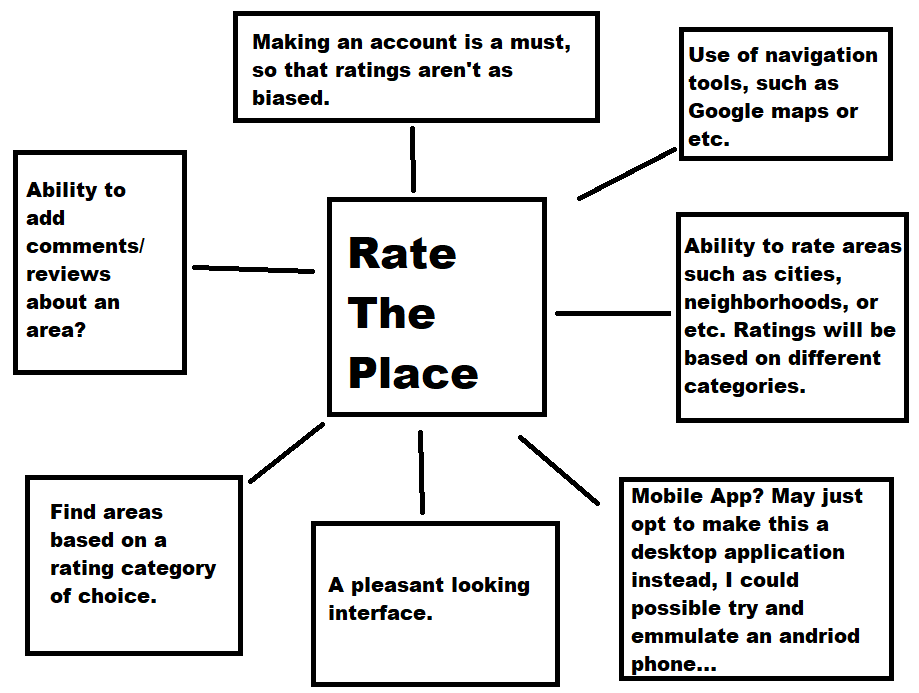 Making an account is a must,
so that ratings aren't as
biased.
Use of navigation
tools, such as
Google maps or
etc.
Ability to
add
comments/
reviews
about an
area?
Rate
The
Place
Ability to rate areas
such as cities,
neighborhoods, or
etc. Ratings will be
based on different
categories.
Find areas
based on a
rating category
of choice.
A pleasant looking
interface.
Mobile App? May just
opt to make this a
desktop application
instead, I could
possible try and
emmulate an andriod
phone...